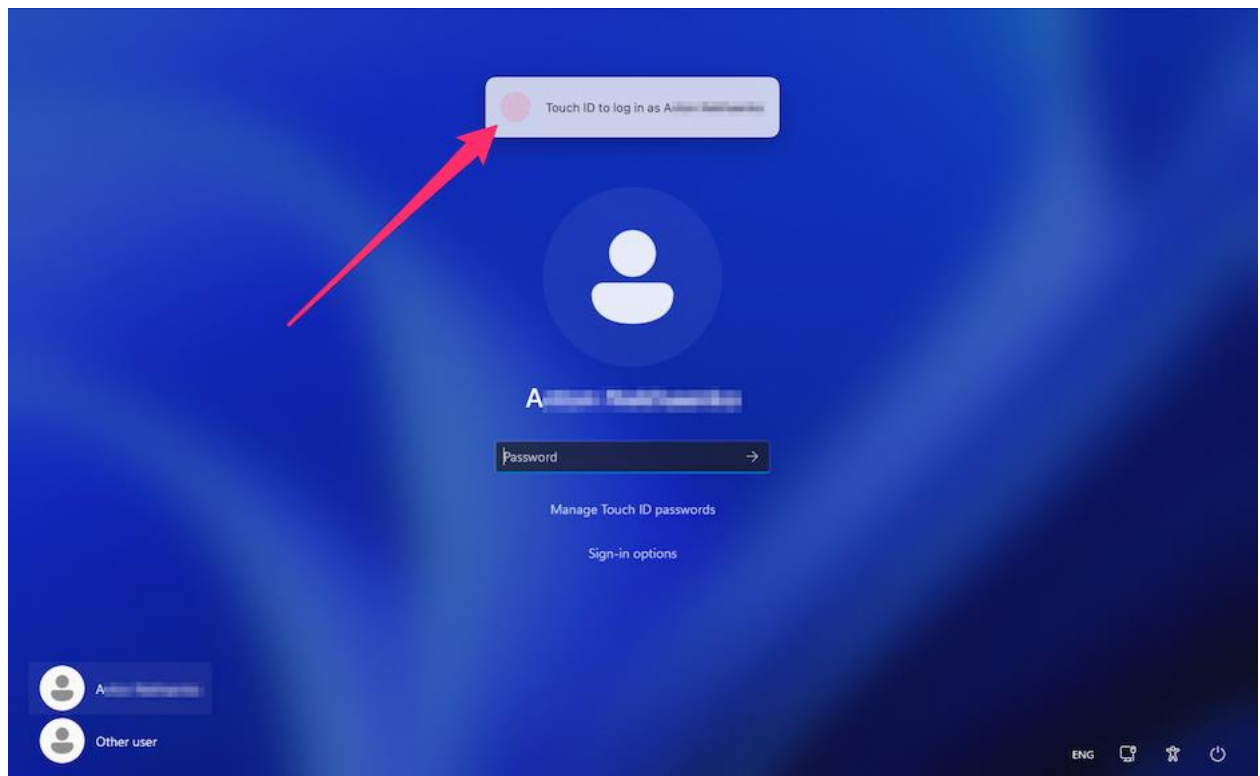 Touch ID to log in as A
A
Password
Manage Touch ID passwords
Sign-in options
A
Other user
ENG